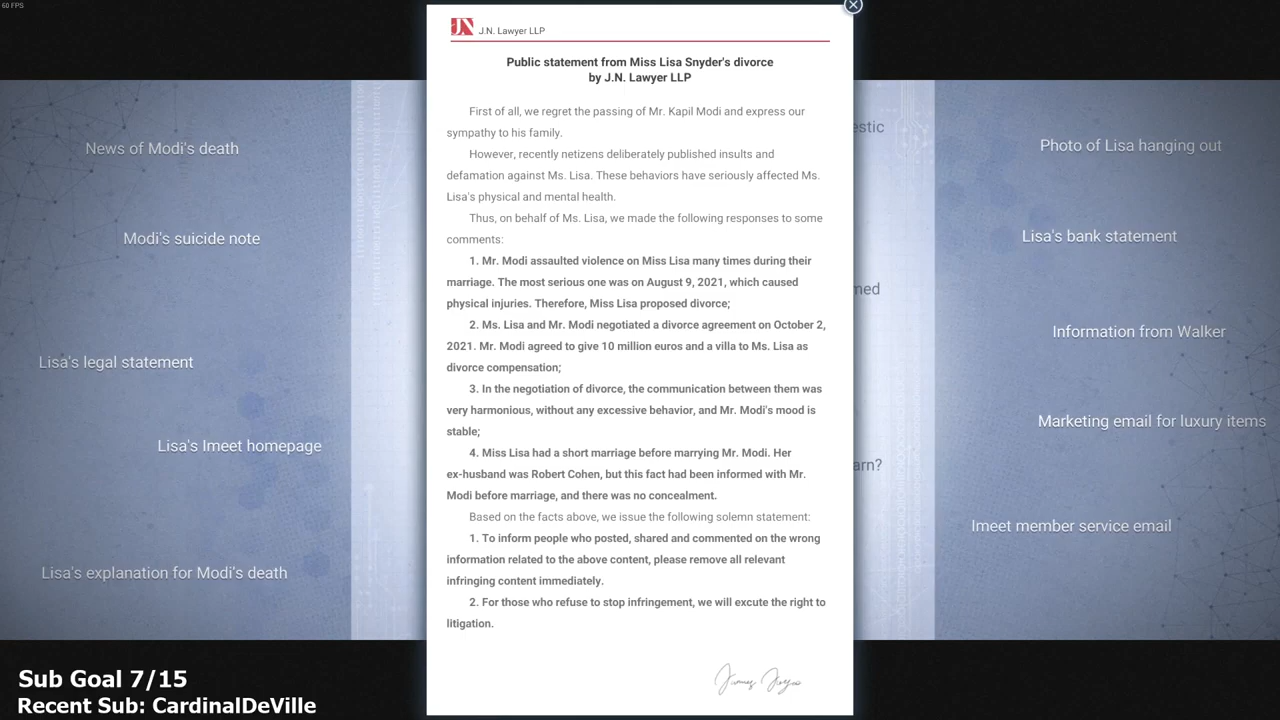 60 FPS
JN J.N. Lawyer LLP
Public statement from Miss Lisa Snyder's divorce
by J.N. Lawyer LLP
First of all, we regret the passing of Mr. Kapil Modi and express our
sympathy to his family.
However, recently netizens deliberately published insults and
defamation against Ms. Lisa. These behaviors have seriously affected Ms.
Lisa's physical and mental health.
Thus, on behalf of Ms. Lisa, we made the following responses to some
comments:
1. Mr. Modi assaulted violence on Miss Lisa many times during their
marriage. The most serious one was on August 9, 2021, which caused
physical injuries. Therefore, Miss Lisa proposed divorce;
2. Ms. Lisa and Mr. Modi negotiated a divorce agreement on October 2,
2021. Mr. Modi agreed to give 10 million euros and a villa to Ms. Lisa as
divorce compensation;
3. In the negotiation of divorce, the communication between them was
very harmonious, without any excessive behavior, and Mr. Modi's mood is
stable;
4. Miss Lisa had a short marriage before marrying Mr. Modi. Her
ex-husband was Robert Cohen, but this fact had been informed with Mr.
Modi before marriage, and there was no concealment.
Based on the facts above, we issue the following solemn statement:
1. To inform people who posted, shared and commented on the wrong
information related to the above content, please remove all relevant
infringing content immediately.
2. For those who refuse to stop infringement, we will excute the right to
litigation.
News of Modi's death
Modi's suicide note
Lisa's legal statement
Lisa's Imeet homepage
Lisa's explanation for Modi's death
estic
med
arn?
Photo of Lisa hanging out
Lisa's bank statement
Information from Walker
Marketing email for luxury items
Imeet member service email
Sub Goal 7/15
Recent Sub: CardinalDeVille